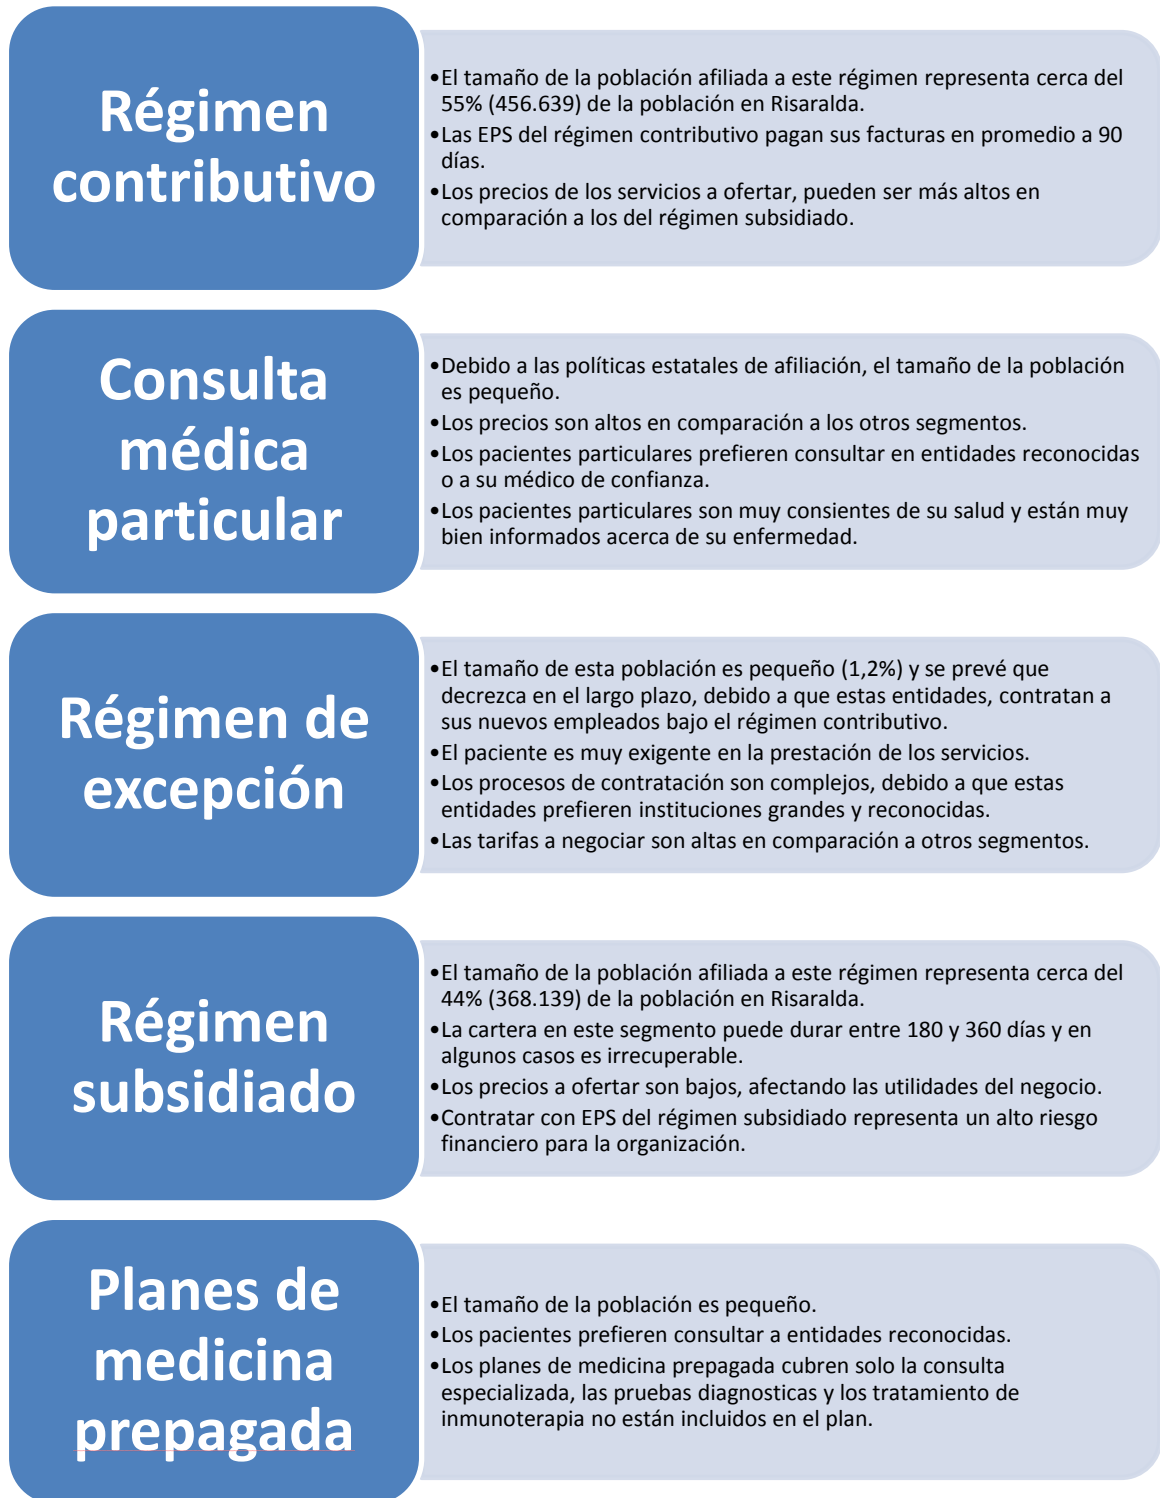 Régimen
contributivo
•El tamaño de la población afiliada a este régimen representa cerca del
55% (456.639) de la población en Risaralda.
•Las EPS del régimen contributivo pagan sus facturas en promedio a 90
días.
•Los precios de los servicios a ofertar, pueden ser más altos en
comparación a los del régimen subsidiado.
Consulta
médica
particular
•Debido a las políticas estatales de afiliación, el tamaño de la población
es pequeño.
•Los precios son altos en comparación a los otros segmentos.
•Los pacientes particulares prefieren consultar en entidades reconocidas
o a su médico de confianza.
•Los pacientes particulares son muy consientes de su salud y están muy
bien informados acerca de su enfermedad.
Régimen de
excepción
•El tamaño de esta población es pequeño (1,2%) y se prevé que
decrezca en el largo plazo, debido a que estas entidades, contratan a
sus nuevos empleados bajo el régimen contributivo.
•El paciente es muy exigente en la prestación de los servicios.
•Los procesos de contratación son complejos, debido a que estas
entidades prefieren instituciones grandes y reconocidas.
•Las tarifas a negociar son altas en comparación a otros segmentos.
Régimen
subsidiado
•El tamaño de la población afiliada a este régimen representa cerca del
44% (368.139) de la población en Risaralda.
•La cartera en este segmento puede durar entre 180 y 360 días y en
algunos casos es irrecuperable.
•Los precios a ofertar son bajos, afectando las utilidades del negocio.
•Contratar con EPS del régimen subsidiado representa un alto riesgo
financiero para la organización.
Planes de
medicina
prepagada
•El tamaño de la población es pequeño.
•Los pacientes prefieren consultar a entidades reconocidas.
•Los planes de medicina prepagada cubren solo la consulta
especializada, las pruebas diagnosticas y los tratamiento de
inmunoterapia no están incluidos en el plan.